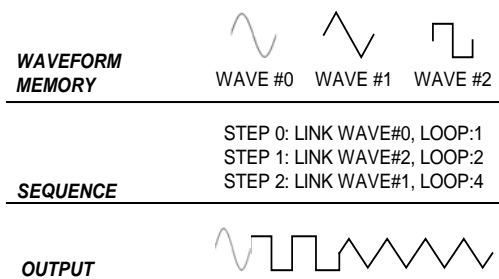 WAVEFORM
MEMORY
WAVE #0 WAVE #1 WAVE #2
STEP 0: LINK WAVE#0, LOOP:1
STEP 1: LINK WAVE#2, LOOP:2
STEP 2: LINK WAVE#1, LOOP:4
SEQUENCE
OUTPUT